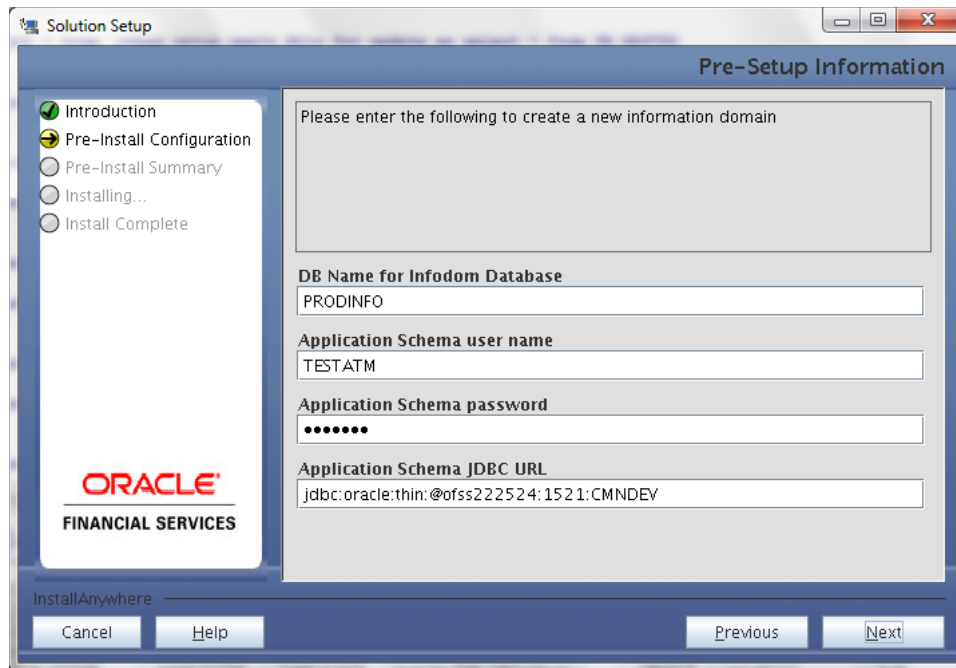 Solution Setup
Pre-Setup Information
Introduction
Pre-Install Configuration
Pre-Install Summary
Installing...
Install Complete
ORACLE
FINANCIAL SERVICES
Please enter the following to create a new information domain
DB Name for Infodom Database
PRODINFO
Application Schema user name
TESTATM
Application Schema password
•••••••
Application Schema JDBC URL
jdbc:oracle:thin:@ofss222524:1521:CMNDEV
InstallAnywhere
Cancel Help Previous Next